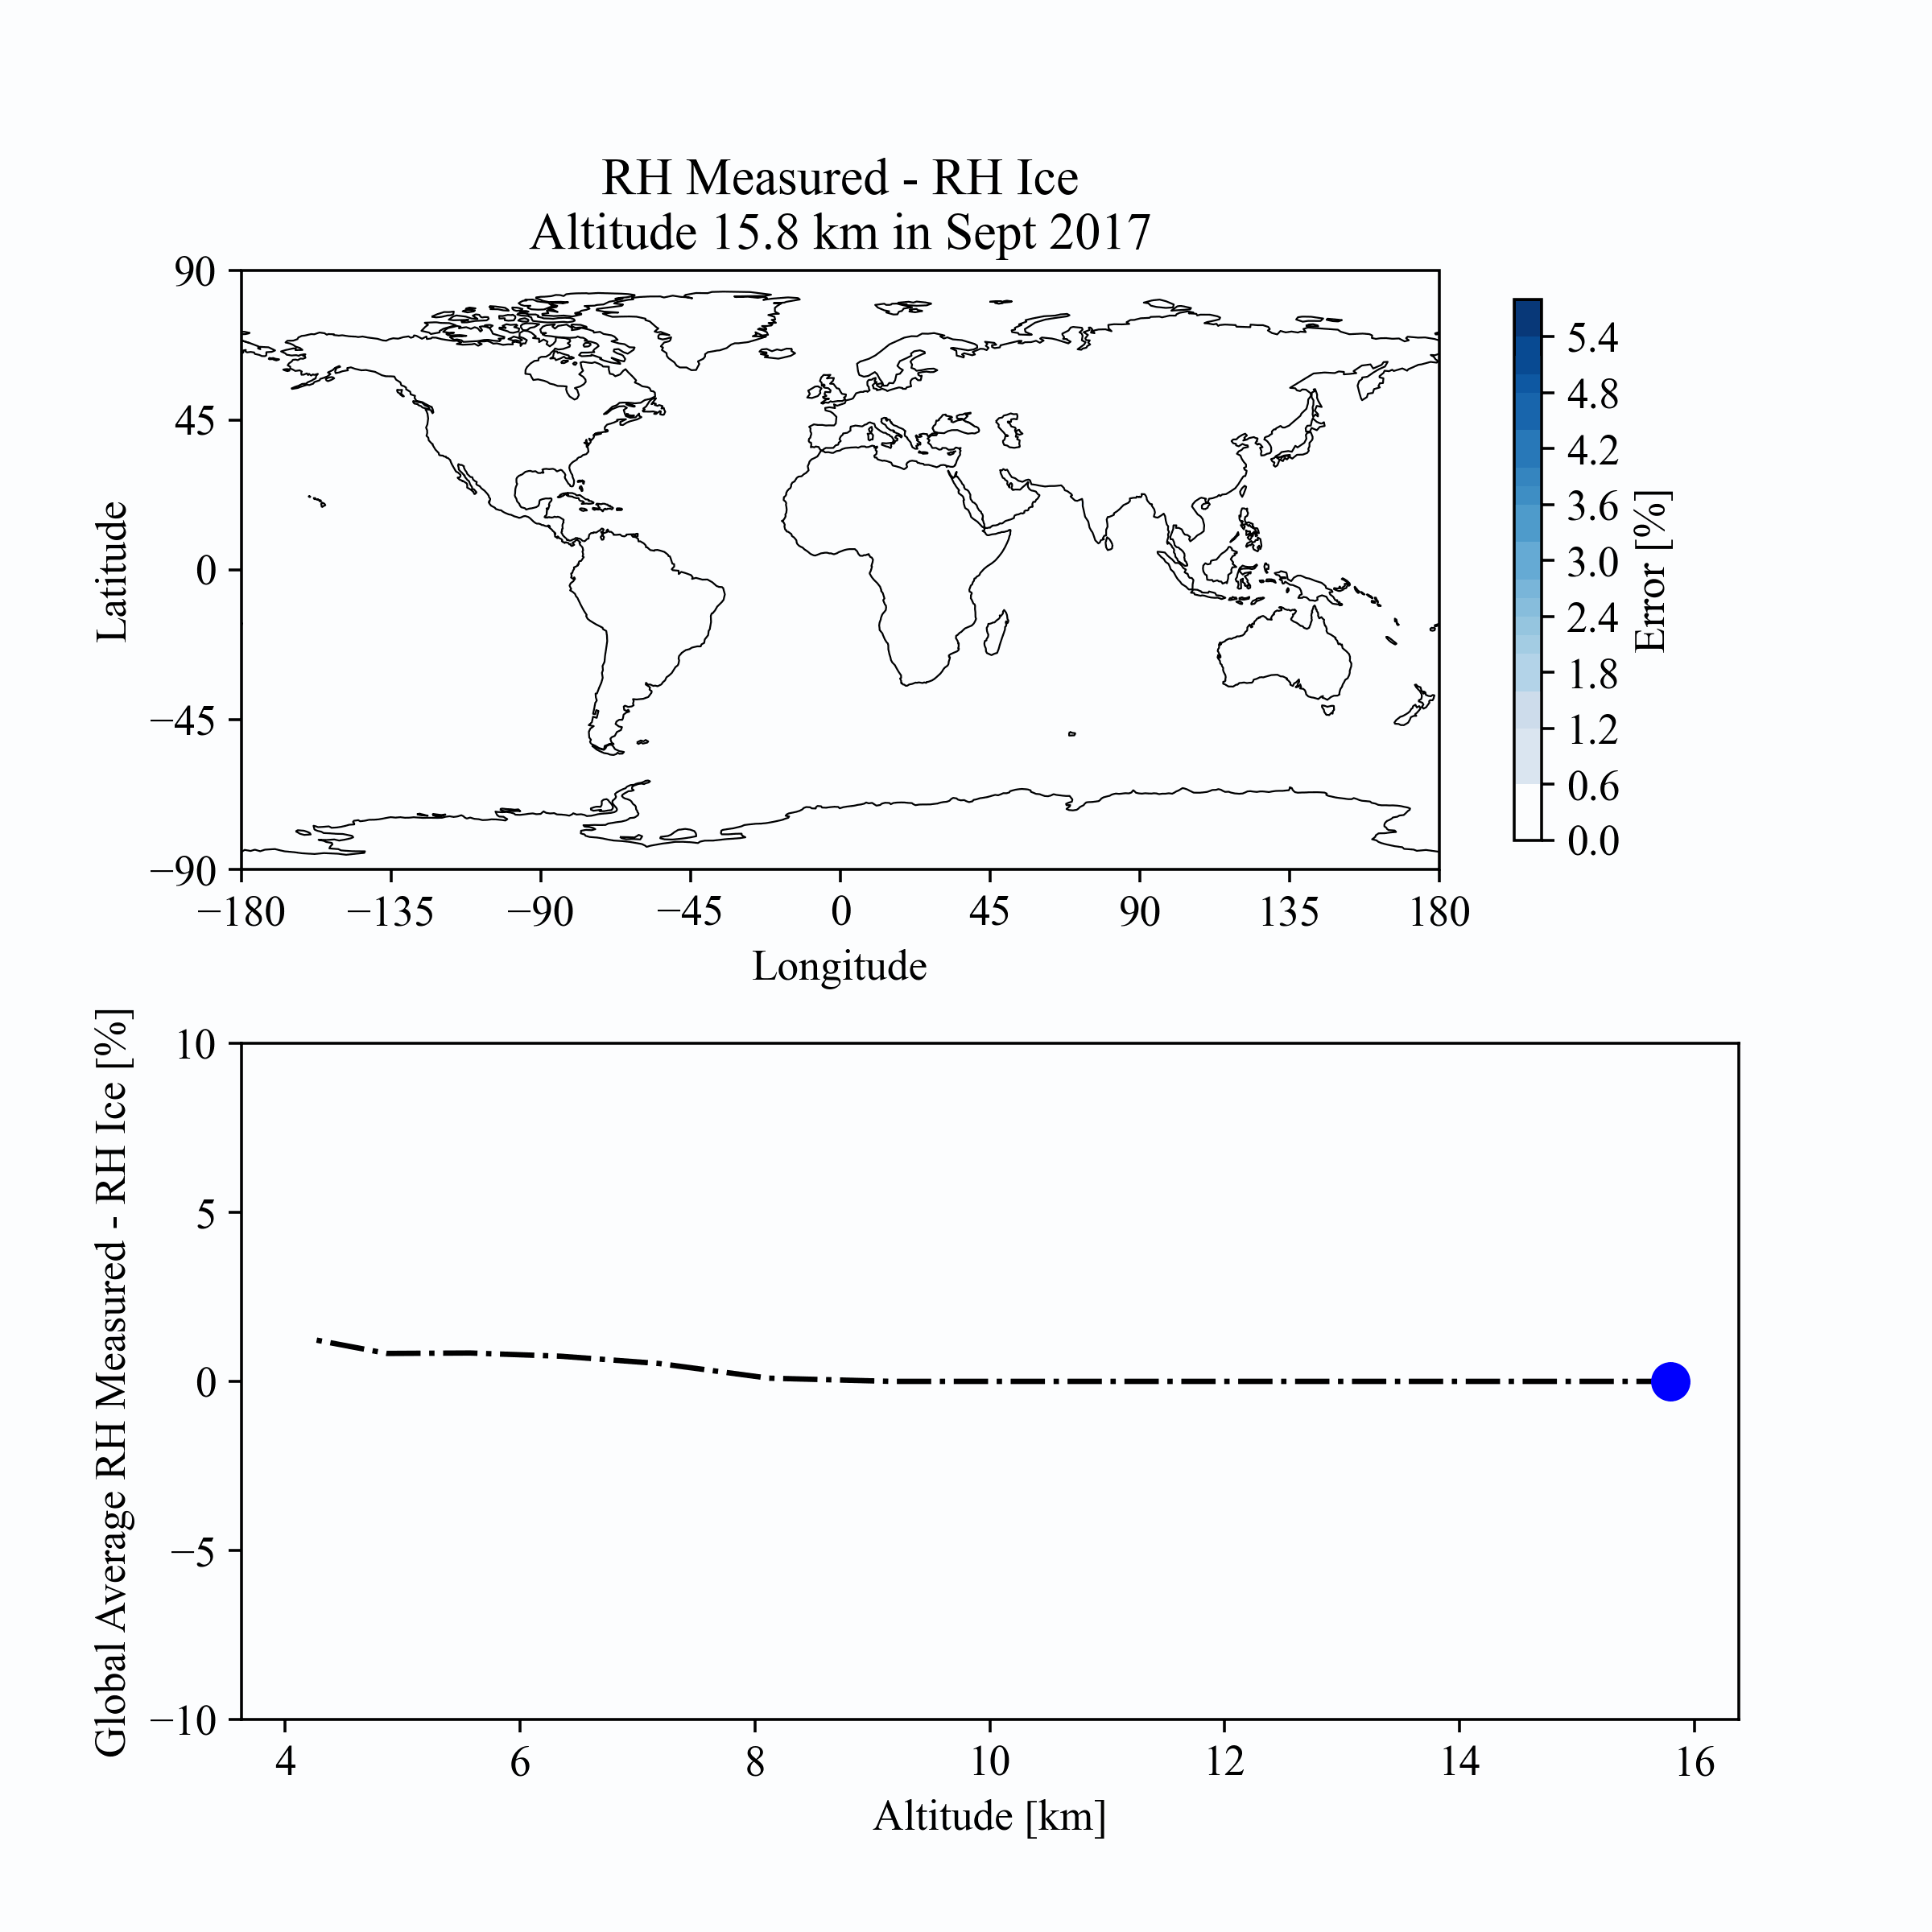 RH Measured - RH Ice
Altitude 15.8 km in Sept 2017
90
45
0
−45
−90
Latitude
−180 −135 −90 −45 0 45 90 135 180
Longitude
5.4
4.8
4.2
3.6
3.0
2.4
1.8
1.2
0.6
0.0
Error [%]
10
5
0
−5
−10
Global Average RH Measured - RH Ice [%]
4 6 8 10 12 14 16
Altitude [km]